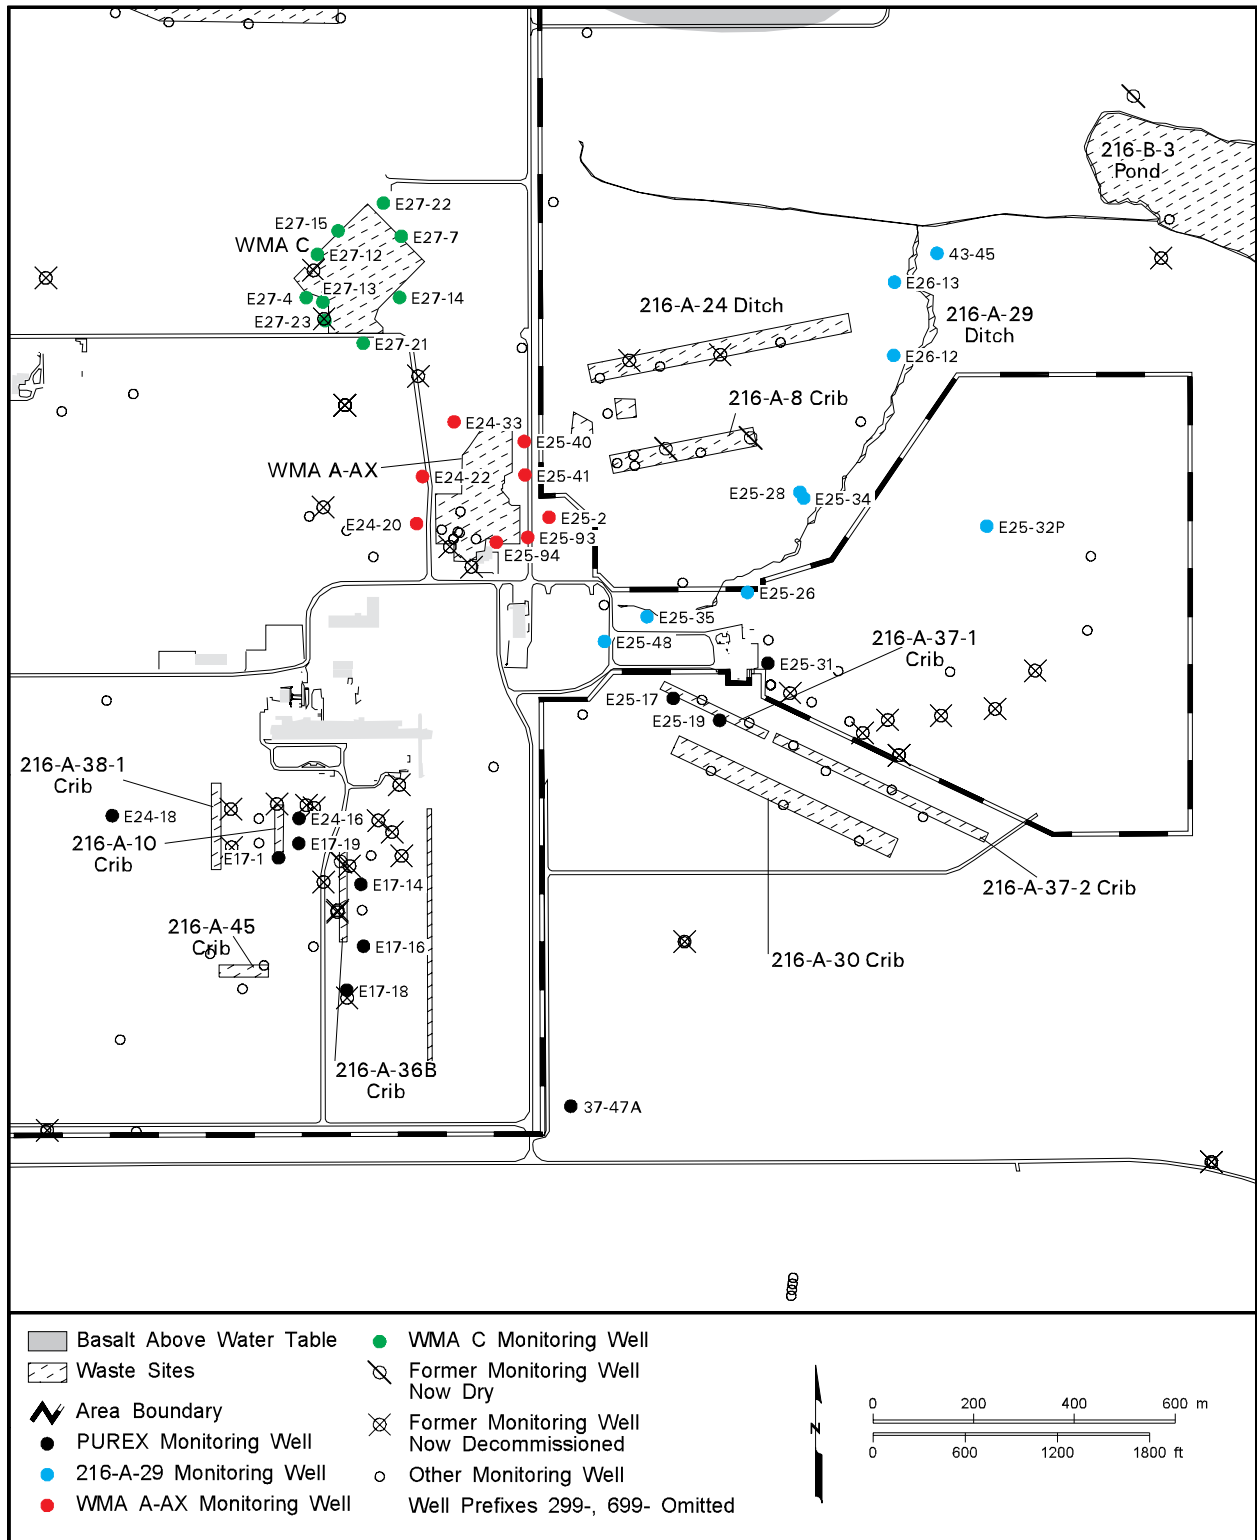 216-B-3
Pond
E27-22
E27-15
WMA C
E27-7
E27-12
43-45
E26-13
E27-4
E27-13
E27-14
216-A-24 Ditch
216-A-29
Ditch
E27-23
E27-21
E26-12
216-A-8 Crib
E24-33
E25-40
WMA A-AX
E24-22
E25-41
E25-28
E25-34
E24-20
E25-2
E25-32P
E25-93
E25-94
E25-26
E25-35
E25-48
216-A-37-1
Crib
E25-31
E25-17
E25-19
216-A-38-1
Crib
E24-18
E24-16
216-A-10
Crib
E17-19
E17-1
E17-14
216-A-37-2 Crib
216-A-45
Crib
E17-16
216-A-30 Crib
E17-18
216-A-36B
Crib
37-47A
Basalt Above Water Table
Waste Sites
Area Boundary
PUREX Monitoring Well
216-A-29 Monitoring Well
WMA A-AX Monitoring Well
WMA C Monitoring Well
Former Monitoring Well
Now Dry
Former Monitoring Well
Now Decommissioned
Other Monitoring Well
Well Prefixes 299-, 699- Omitted
N
0 200 400 600 m
0 600 1200 1800 ft